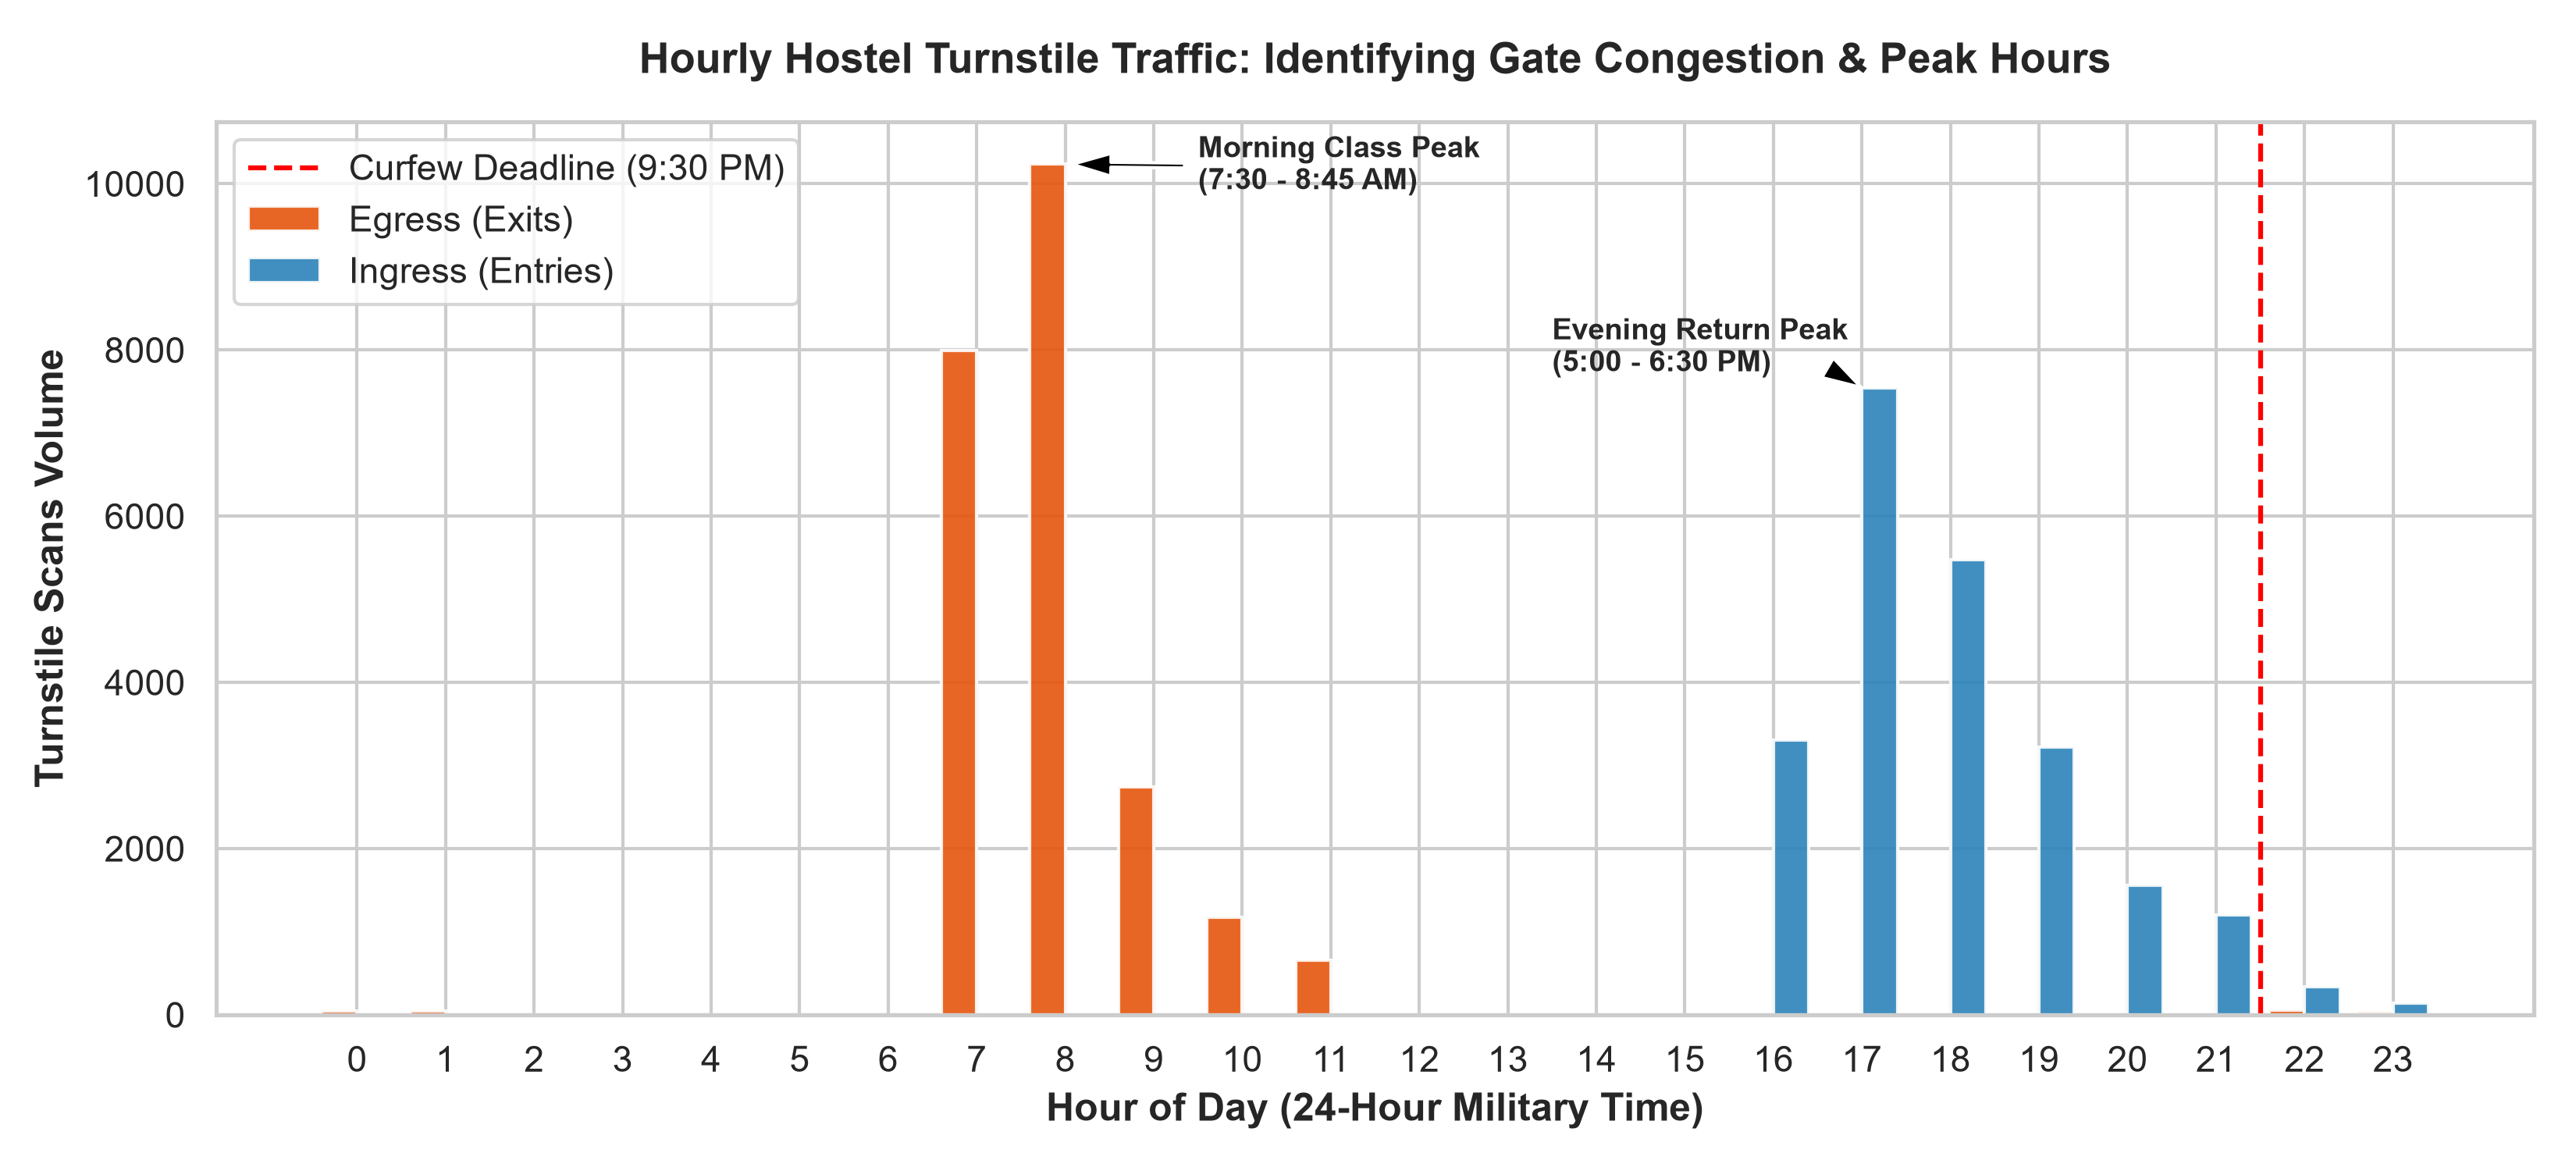 Hourly Hostel Turnstile Traffic: Identifying Gate Congestion & Peak Hours
Curfew Deadline (9:30 PM)
Egress (Exits)
Ingress (Entries)
Morning Class Peak
(7:30 - 8:45 AM)
Evening Return Peak
(5:00 - 6:30 PM)
Turnstile Scans Volume
10000
8000
6000
4000
2000
0
0 1 2 3 4 5 6 7 8 9 10 11 12 13 14 15 16 17 18 19 20 21 22 23
Hour of Day (24-Hour Military Time)